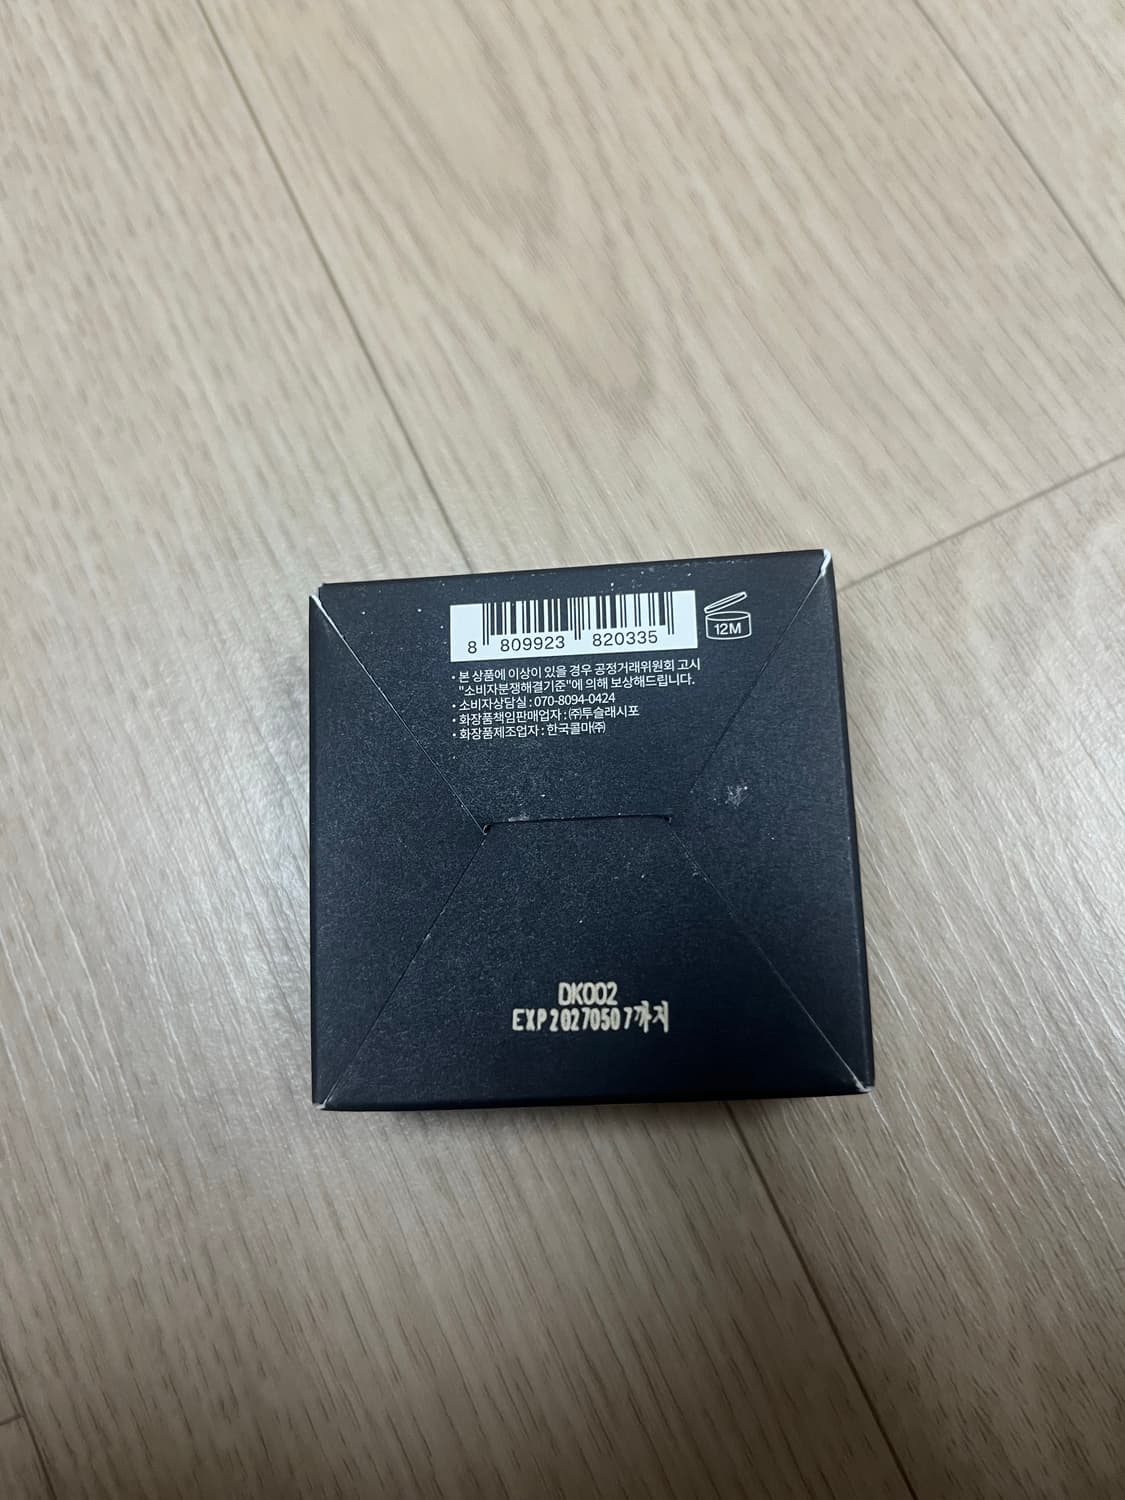 8 809923 820335
12M
· 본 상품에 이상이 있을 경우 공정거래위원회 고시
"소비자분쟁해결기준"에 의해 보상해드립니다.
· 소비자상담실 : 070-8094-0424
· 화장품책임판매업자 : ㈜투슬래시포
· 화장품제조업자 : 한국콜마㈜
DK002
EXP20270507까지